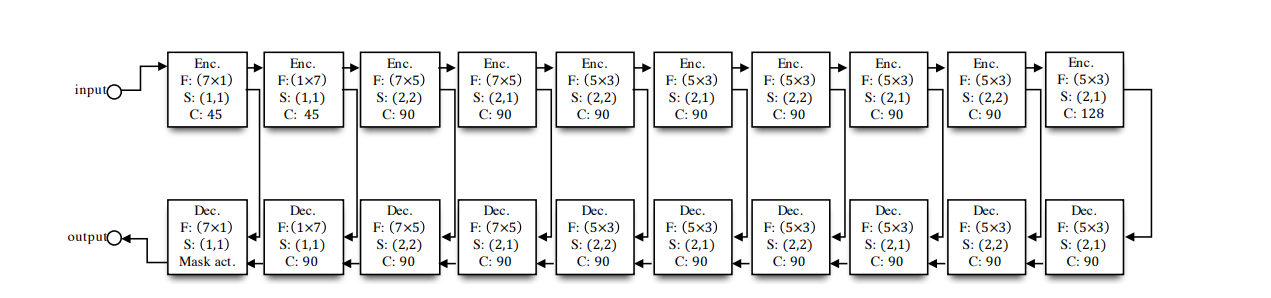 input
Enc.
F: (7×1)
S: (1,1)
C: 45
Enc.
F:(1×7)
S: (1,1)
C: 45
Enc.
F: (7×5)
S: (2,2)
C: 90
Enc.
F: (7×5)
S: (2,1)
C: 90
Enc.
F: (5×3)
S: (2,2)
C: 90
Enc.
F: (5×3)
S: (2,1)
C: 90
Enc.
F: (5×3)
S: (2,2)
C: 90
Enc.
F: (5×3)
S: (2,1)
C: 90
Enc.
F: (5×3)
S: (2,2)
C: 90
Enc.
F: (5×3)
S: (2,1)
C: 128
output
Dec.
F: (7×1)
S: (1,1)
Mask act.
Dec.
F:(1×7)
S: (1,1)
C: 90
Dec.
F: (7×5)
S: (2,2)
C: 90
Dec.
F: (7×5)
S: (2,1)
C: 90
Dec.
F: (5×3)
S: (2,2)
C: 90
Dec.
F: (5×3)
S: (2,1)
C: 90
Dec.
F: (5×3)
S: (2,2)
C: 90
Dec.
F: (5×3)
S: (2,1)
C: 90
Dec.
F: (5×3)
S: (2,2)
C: 90
Dec.
F: (5×3)
S: (2,1)
C: 90